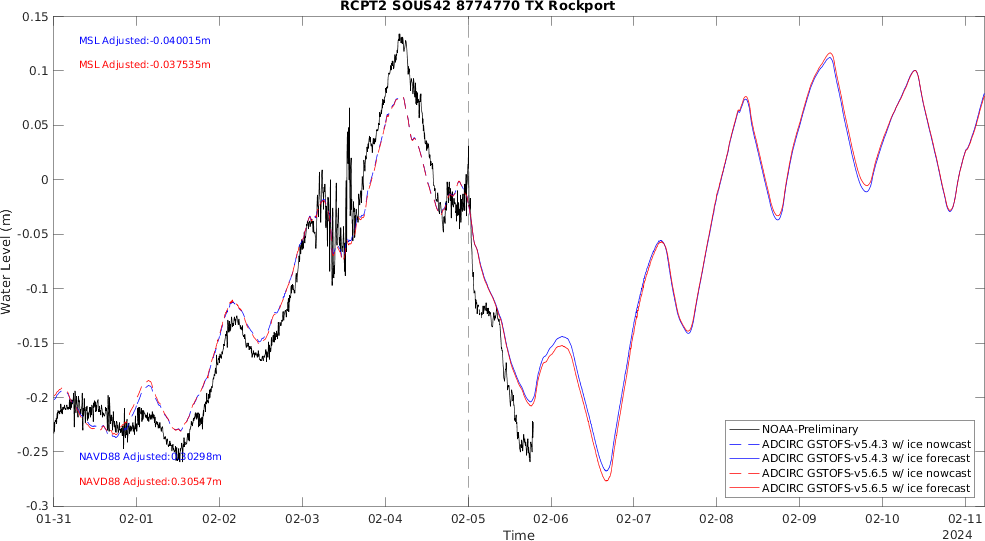 RCPT2 SOUS42 8774770 TX Rockport
0.15
0.1
0.05
0
-0.05
-0.1
-0.15
-0.2
-0.25
-0.3
Water Level (m)
MSL Adjusted:-0.040015m
MSL Adjusted:-0.037535m
NAVD88 Adjusted:0.30298m
NAVD88 Adjusted:0.30547m
NOAA-Preliminary
ADCIRC GSTOFS-v5.4.3 w/ ice nowcast
ADCIRC GSTOFS-v5.4.3 w/ ice forecast
ADCIRC GSTOFS-v5.6.5 w/ ice nowcast
ADCIRC GSTOFS-v5.6.5 w/ ice forecast
01-31 02-01 02-02 02-03 02-04 02-05 02-06 02-07 02-08 02-09 02-10 02-11
Time
2024